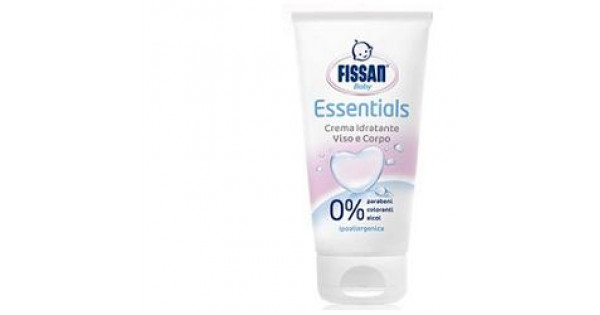 FISSAN
Baby
Essentials
Crema Idratante
Viso e Corpo
0%
parabeni
coloranti
alcol
ipoallergenica